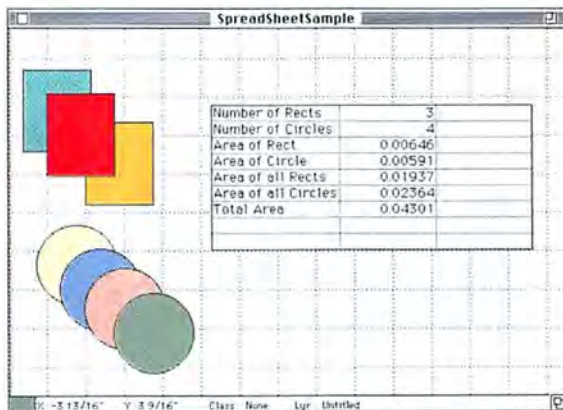 SpreadSheetSample
Number of Rects 3
Number of Circles 4
Area of Rect 0.00646
Area of Circle 0.00591
Area of all Rects 0.01937
Area of all Circles 0.02364
Total Area 0.04301
X: -3 13/16" Y: 3 9/16" Class: None Lyr: Untitled